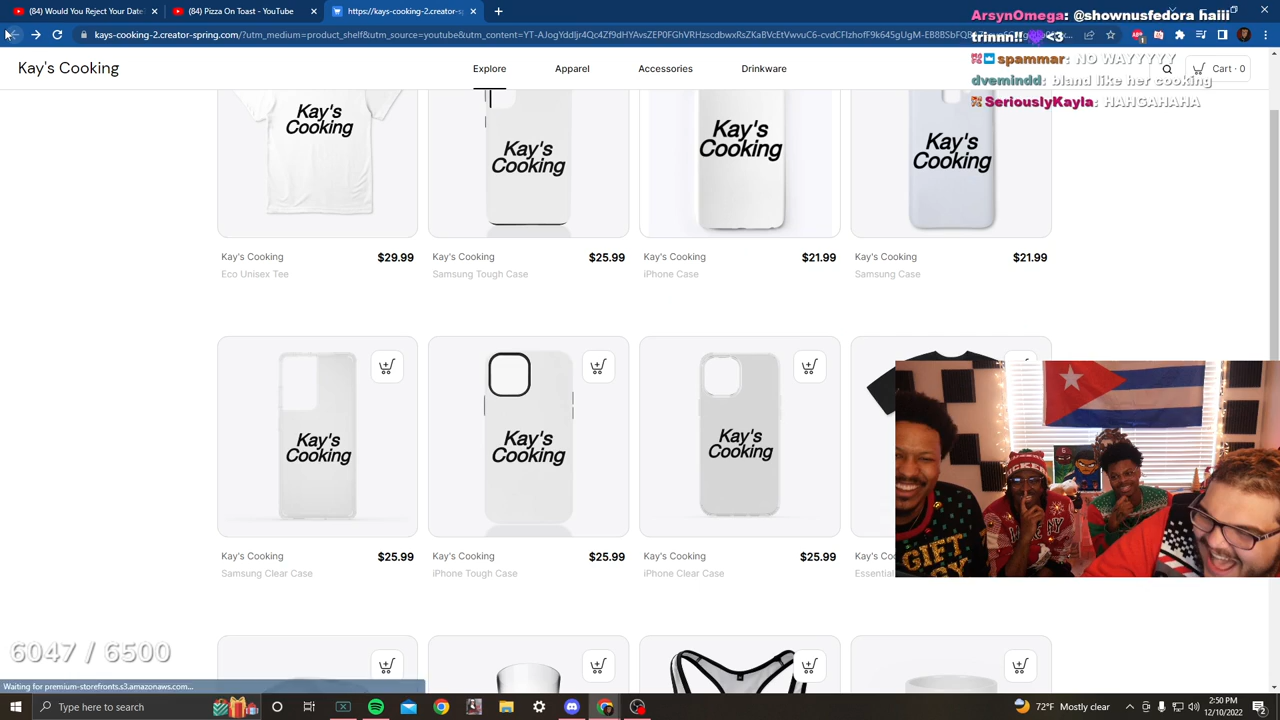 (84) Would You Reject Your Date
(84) Pizza On Toast - YouTube
https://kays-cooking-2.creator-sp
kays-cooking-2.creator-spring.com/?utm_medium=product_shelf&utm_source=youtube&utm_content=YT-
ArsynOmega: @shownusfedora haiii
trinnn!! <3
spammar: NO WAYYYYY
dvemindd: bland like her cooking
SeriouslyKayla: HAHGAHAHA
Kay's Cooking
Explore
Apparel
Accessories
Drinkware
Cart · 0
Kay's
Cooking
Kay's
Cooking
Kay's
Cooking
Kay's
Cooking
Kay's Cooking $29.99
Eco Unisex Tee
Kay's Cooking $25.99
Samsung Tough Case
Kay's Cooking $21.99
iPhone Case
Kay's Cooking $21.99
Samsung Case
Kay's
Cooking
Kay's
Cooking
Kay's
Cooking
Kay's Cooking $25.99
Samsung Clear Case
Kay's Cooking $25.99
iPhone Tough Case
Kay's Cooking $25.99
iPhone Clear Case
Kay's Coo
Essential
GIFT
6047 / 6500
Waiting for premium-storefronts.s3.amazonaws.com...
Type here to search
72°F Mostly clear
2:50 PM
12/10/2022